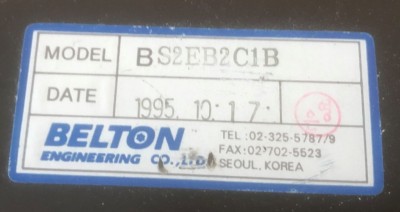 MODEL BS2EB2C1B
DATE 1995. 10. 17.
BELTON
ENGINEERING CO.,LTD
TEL : 02-325-5787/9
FAX:02-702-5523
SEOUL, KOREA